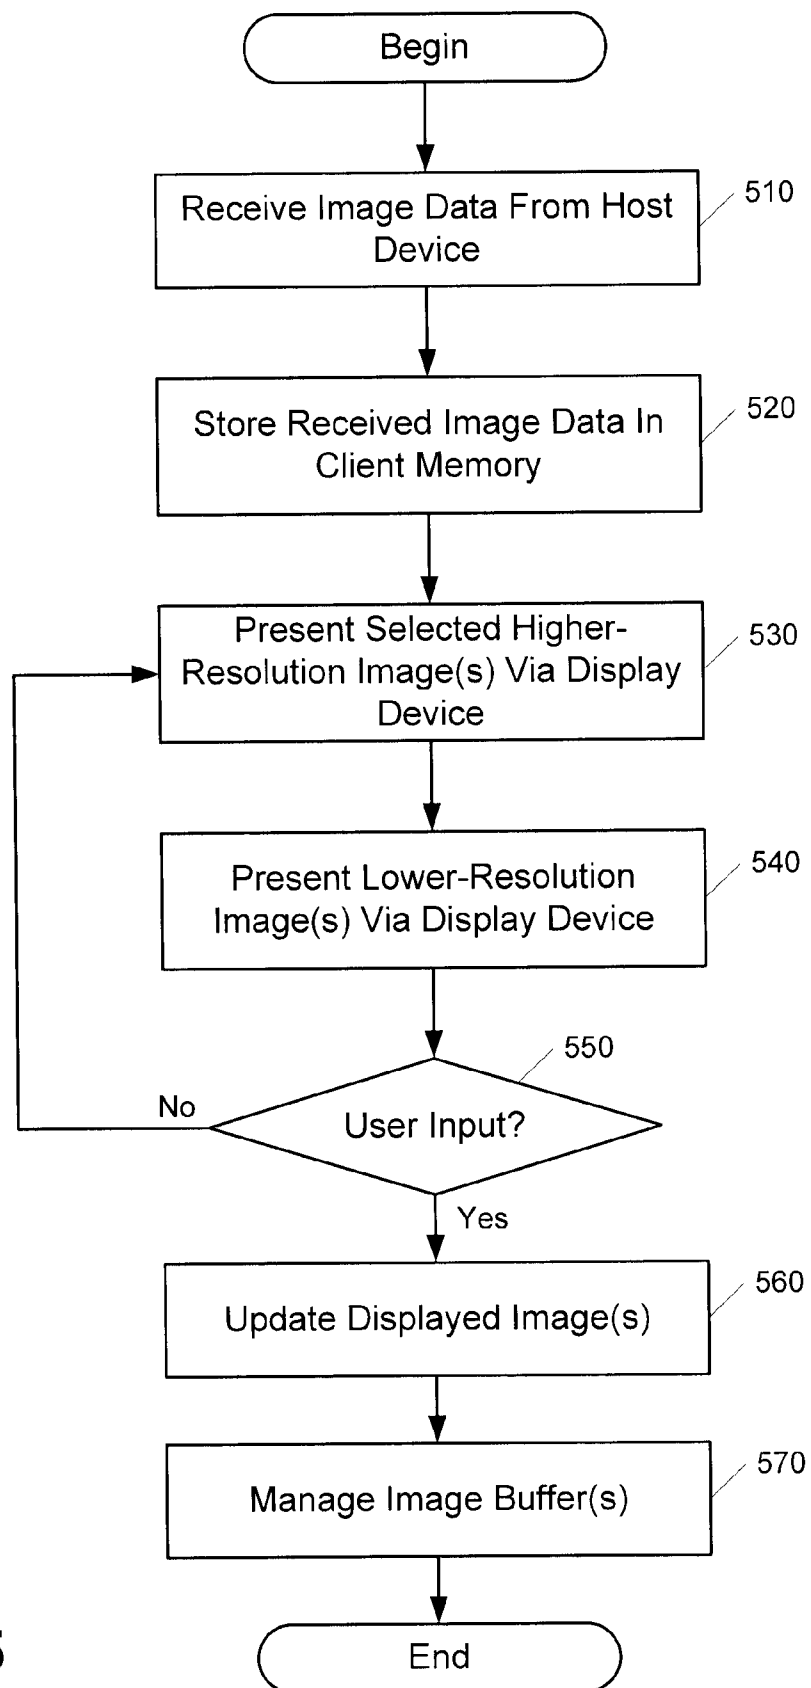 Begin
Receive Image Data From Host
Device
510
Store Received Image Data In
Client Memory
520
Present Selected Higher-
Resolution Image(s) Via Display
Device
530
Present Lower-Resolution
Image(s) Via Display Device
540
550
User Input?
No
Yes
Update Displayed Image(s)
560
Manage Image Buffer(s)
570
End